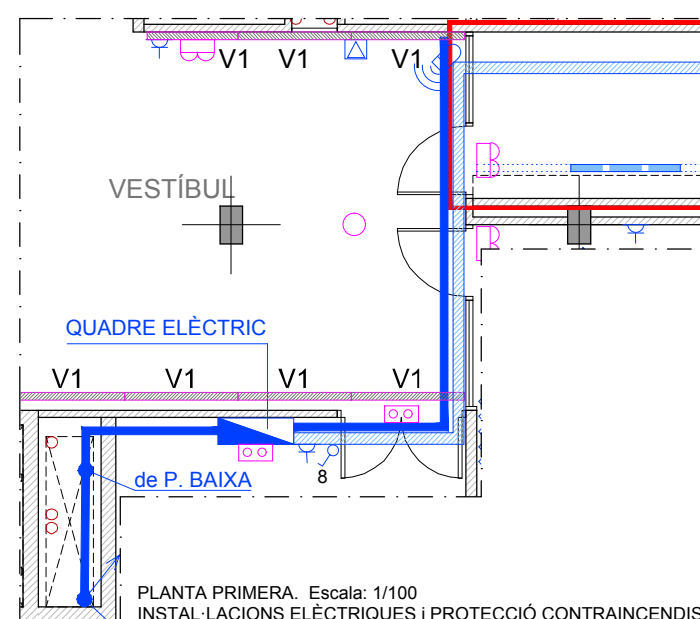 V1 V1 V1
VESTÍBUL
QUADRE ELÈCTRIC
V1 V1 V1 V1
de P. BAIXA
8
PLANTA PRIMERA. Escala: 1/100
INSTAL·LACIONS ELÈCTRIQUES i PROTECCIÓ CONTRAINCENDIS